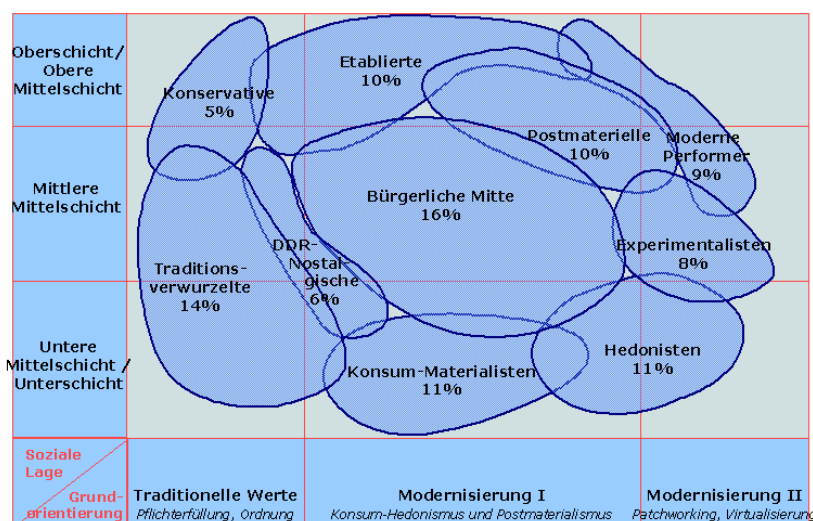 Oberschicht/
Obere
Mittelschicht
Mittlere
Mittelschicht
Untere
Mittelschicht /
Unterschicht
Konservative
5%
Etablierte
10%
Postmaterielle
10%
Moderne
Performer
9%
Bürgerliche Mitte
16%
Experimentalisten
8%
DDR-
Nostal-
gische
6%
Traditions-
verwurzelte
14%
Konsum-Materialisten
11%
Hedonisten
11%
Soziale
Lage
Grund-
orientierung
Traditionelle Werte
Pflichterfüllung, Ordnung
Modernisierung I
Konsum-Hedonismus und Postmaterialismus
Modernisierung II
Patchworking, Virtualisierung